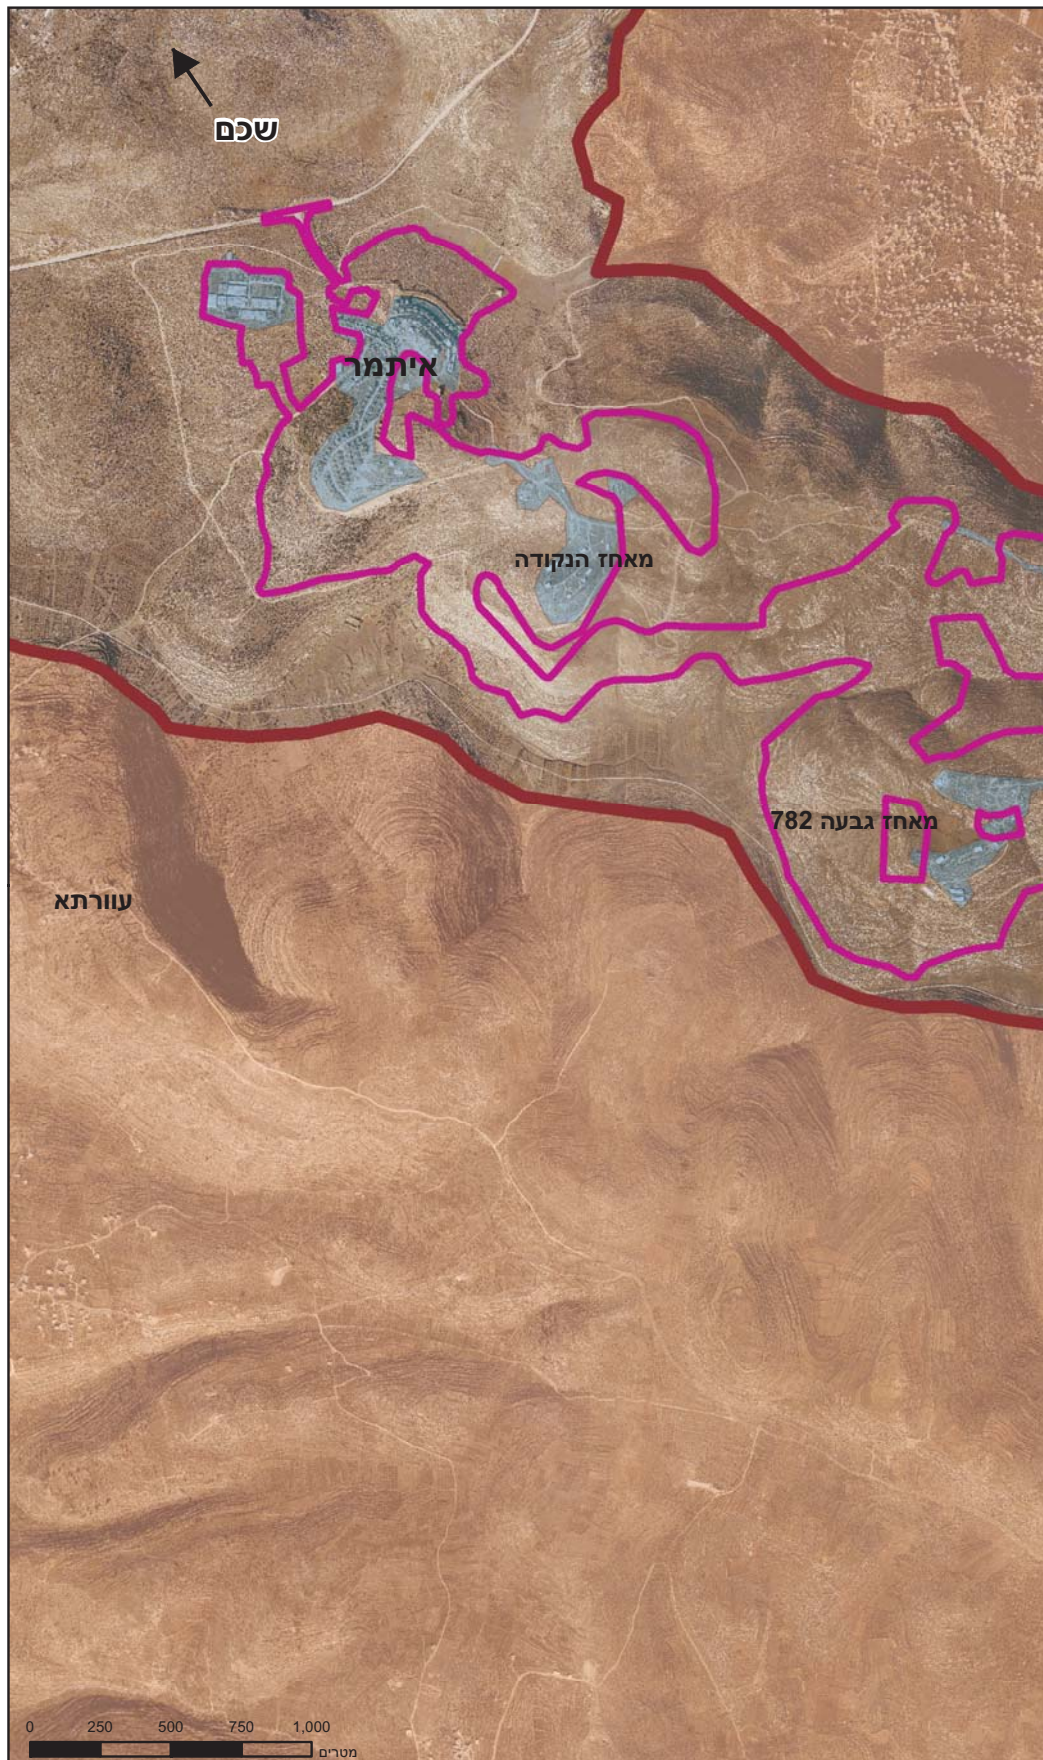 שכם
איתמר
מאחז הנקודה
מאחז גבעה 782
עוורתא
0 250 500 750 1,000
מטרים